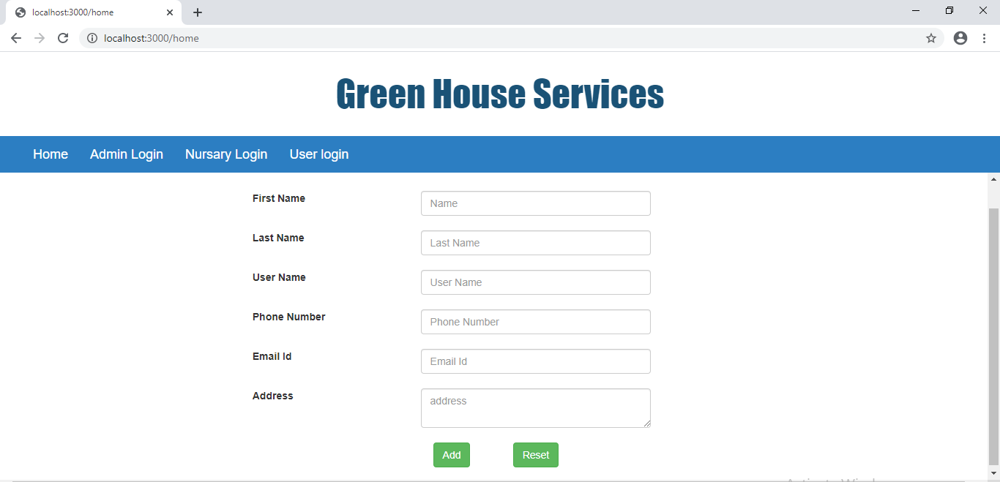 localhost:3000/home
localhost:3000/home
Green House Services
Home Admin Login Nursary Login User login
First Name Name
Last Name Last Name
User Name User Name
Phone Number Phone Number
Email Id Email Id
Address address
Add Reset